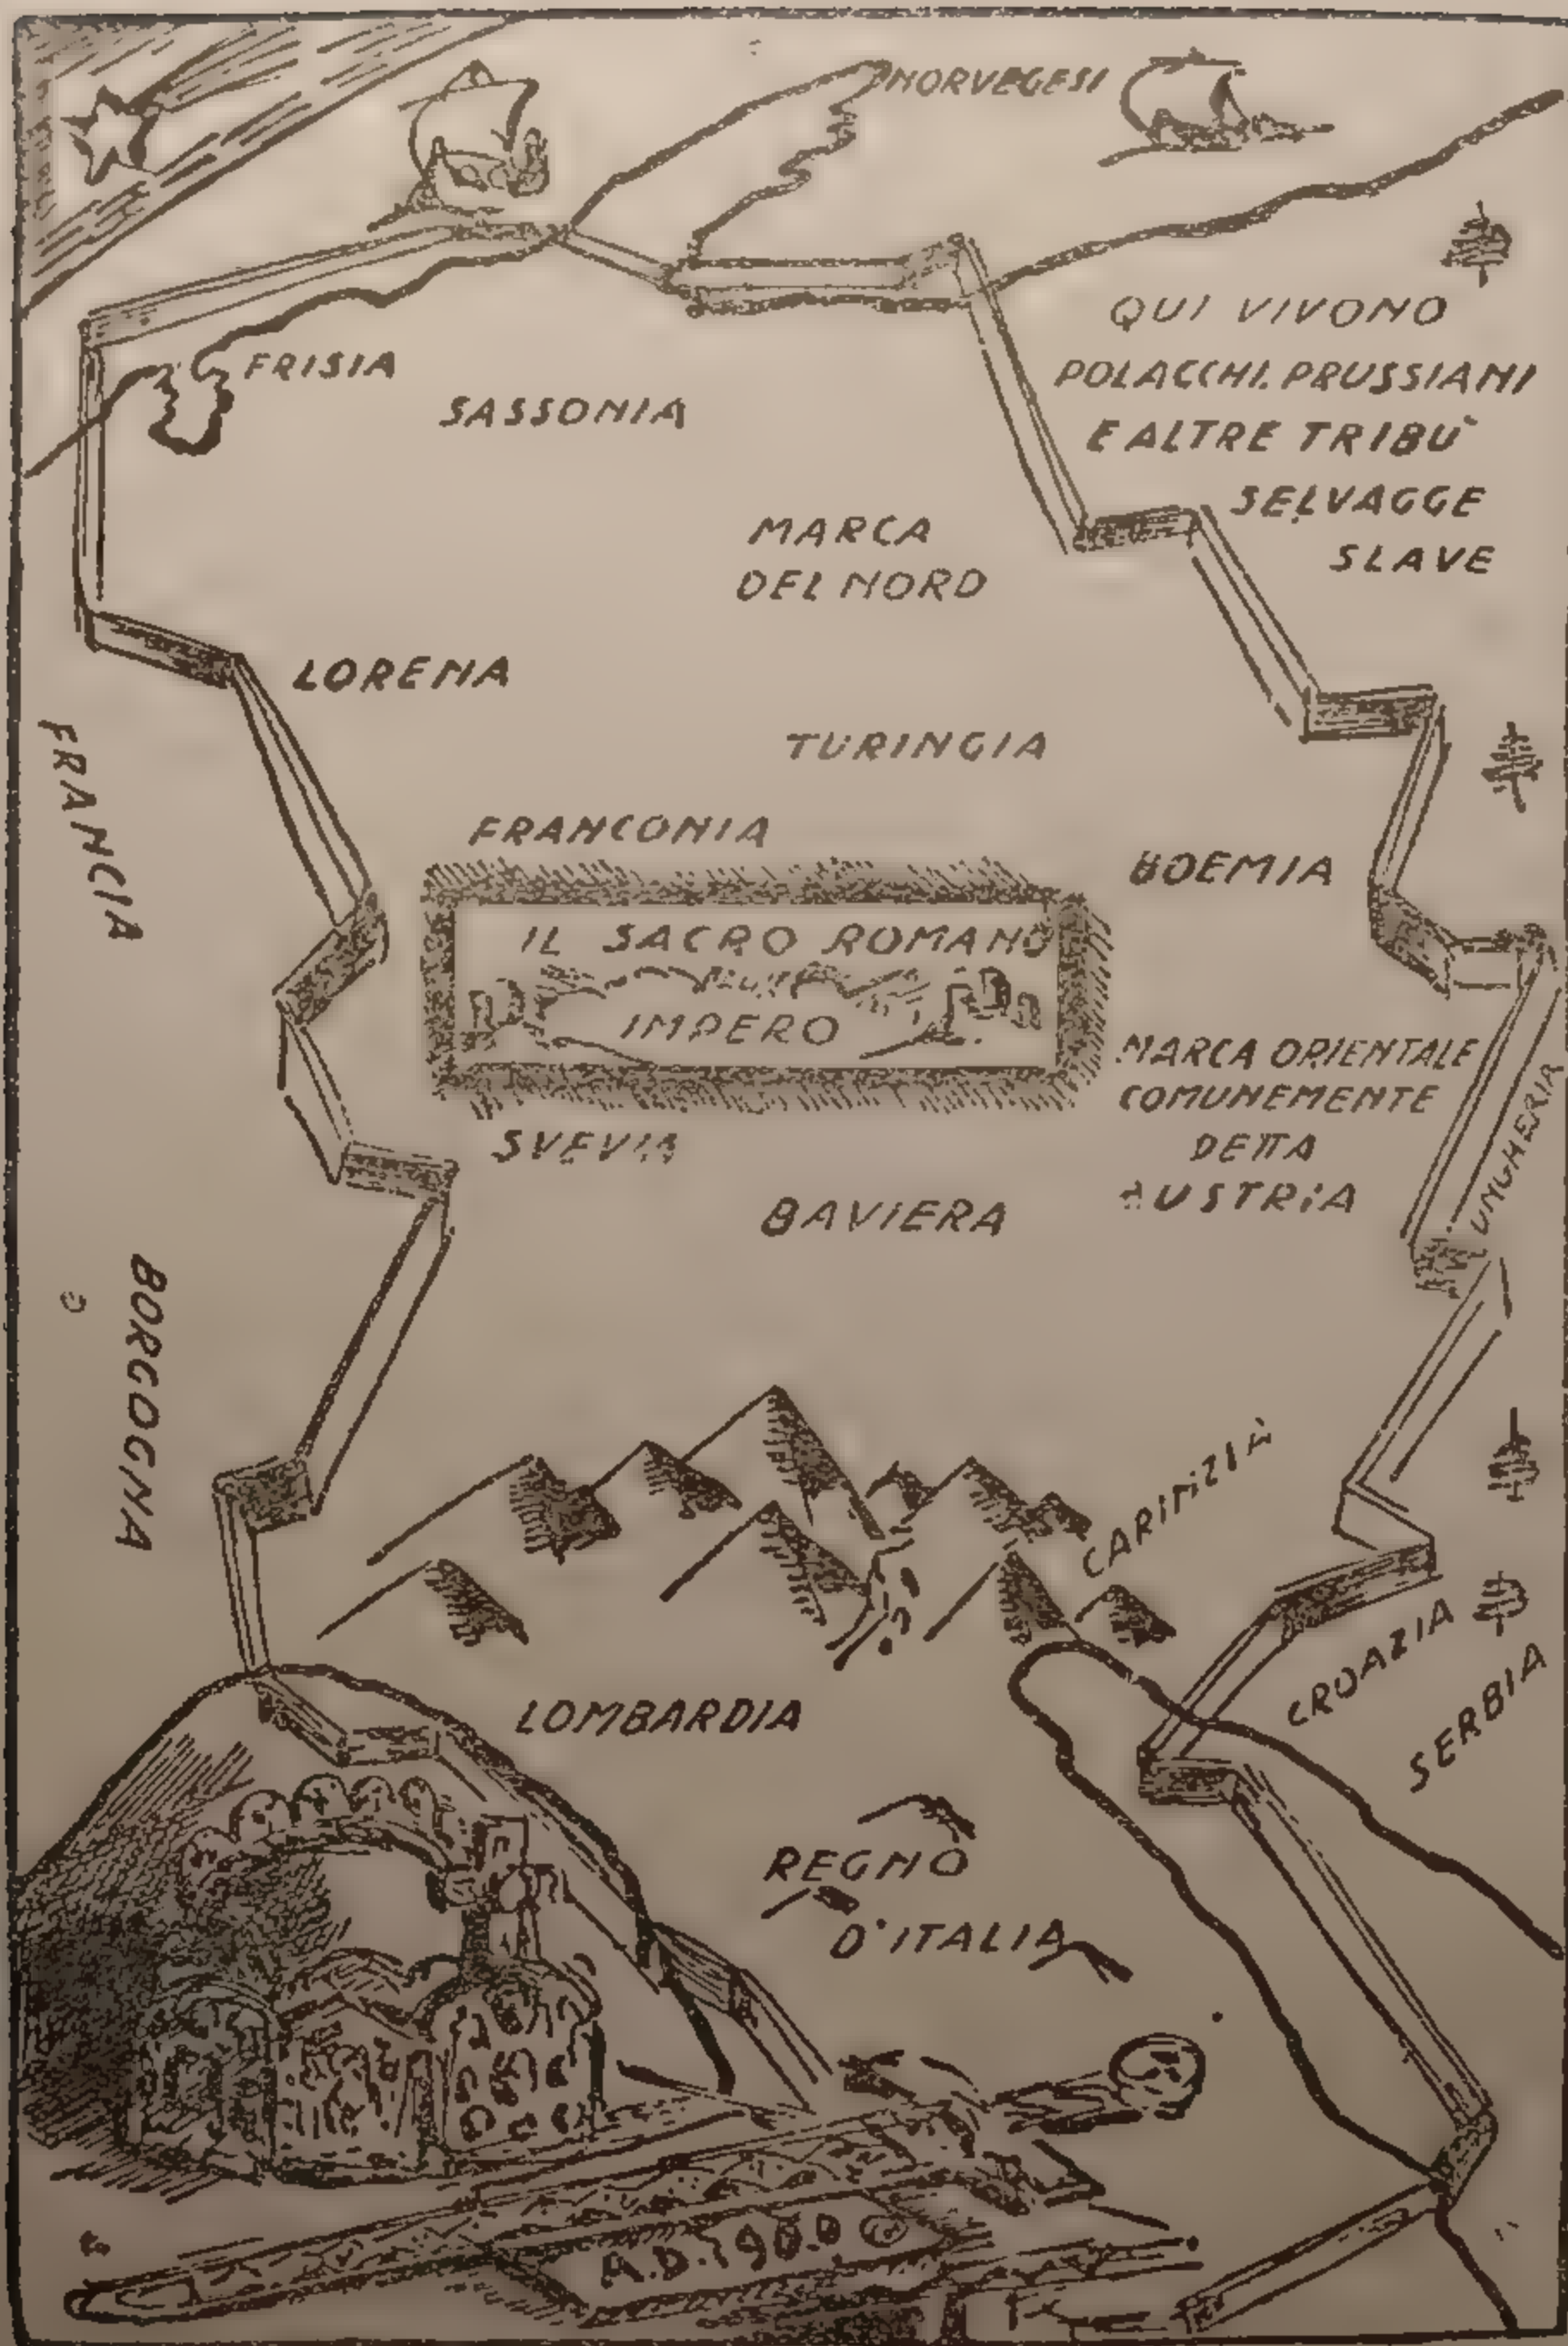 NORVEGESI
QUI VIVONO
POLACCHI. PRUSSIANI
E ALTRE TRIBÙ
SELVAGGE
SLAVE
FRISIA
SASSONIA
MARCA
DEL NORD
LORENA
FRANCIA
TURINGIA
FRANCONIA
BOEMIA
IL SACRO ROMANO
IMPERO
MARCA ORIENTALE
COMUNEMENTE
DETTA
AUSTRIA
UNGHERIA
SVEVIA
BAVIERA
BORGOGNA
CARINZIA
CROAZIA
SERBIA
LOMBARDIA
REGNO
D'ITALIA